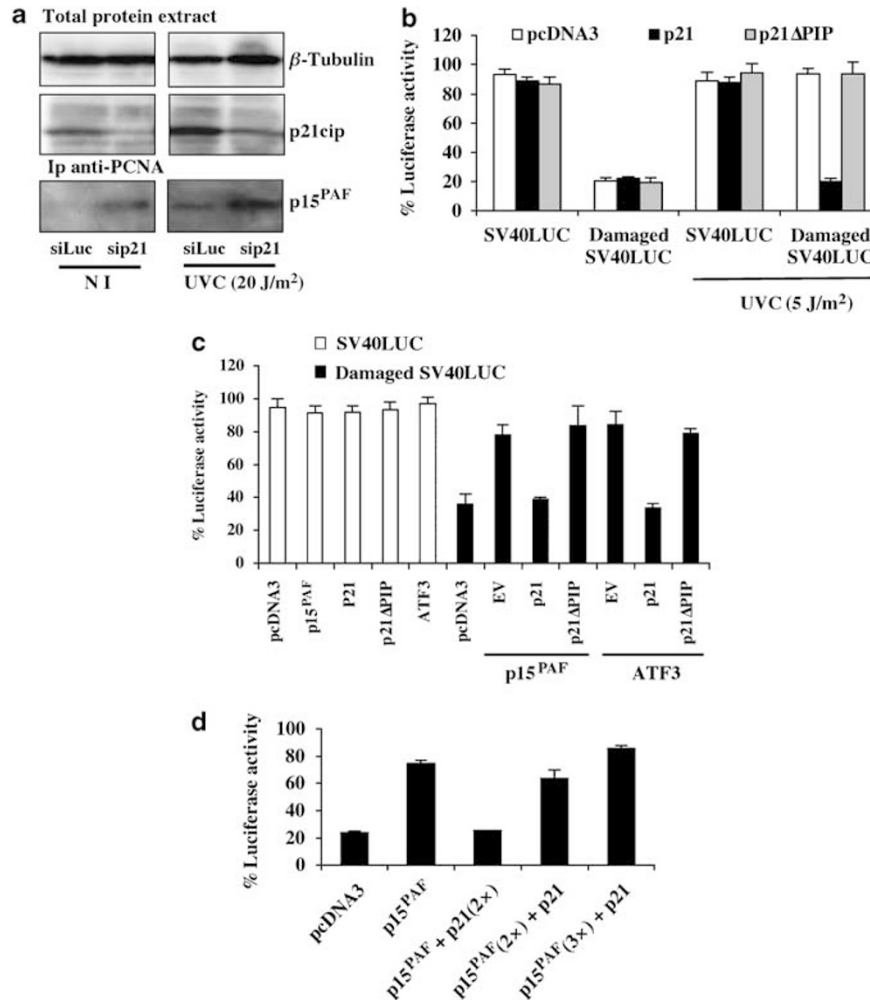 a Total protein extract
β-Tubulin
p21cip
Ip anti-PCNA
p15PAF
siLuc sip21 siLuc sip21
N I UVC (20 J/m²)
b
pcDNA3 p21 p21ΔPIP
% Luciferase activity
120
100
80
60
40
20
0
SV40LUC Damaged SV40LUC SV40LUC Damaged SV40LUC
UVC (5 J/m²)
c
SV40LUC
Damaged SV40LUC
% Luciferase activity
120
100
80
60
40
20
0
pcDNA3 p15PAF P21 p21ΔPIP ATF3 pcDNA3 EV p21 p21ΔPIP EV p21 p21ΔPIP
p15PAF ATF3
d
% Luciferase activity
100
80
60
40
20
0
pcDNA3
p15PAF
p15PAF + p21(2×)
p15PAF(2×) + p21
p15PAF(3×) + p21